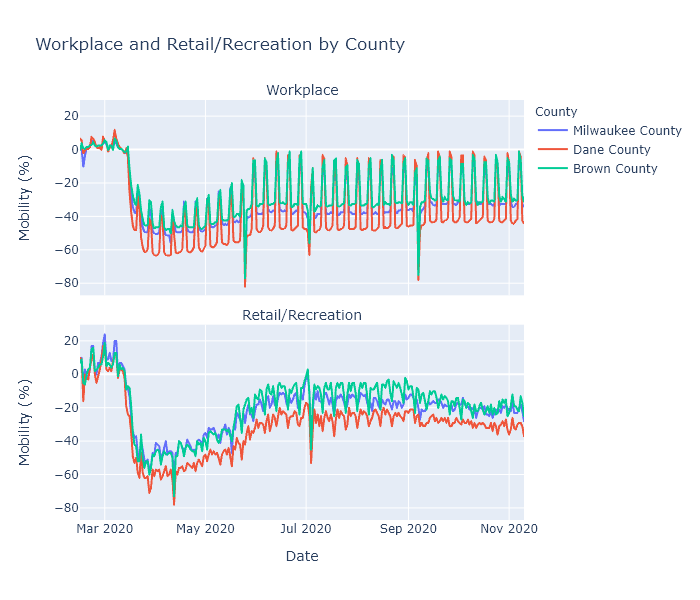 Workplace and Retail/Recreation by County
Workplace
County
Milwaukee County
Dane County
Brown County
Mobility (%)
20
0
−20
−40
−60
−80
Retail/Recreation
Mobility (%)
20
0
−20
−40
−60
−80
Mar 2020
May 2020
Jul 2020
Sep 2020
Nov 2020
Date